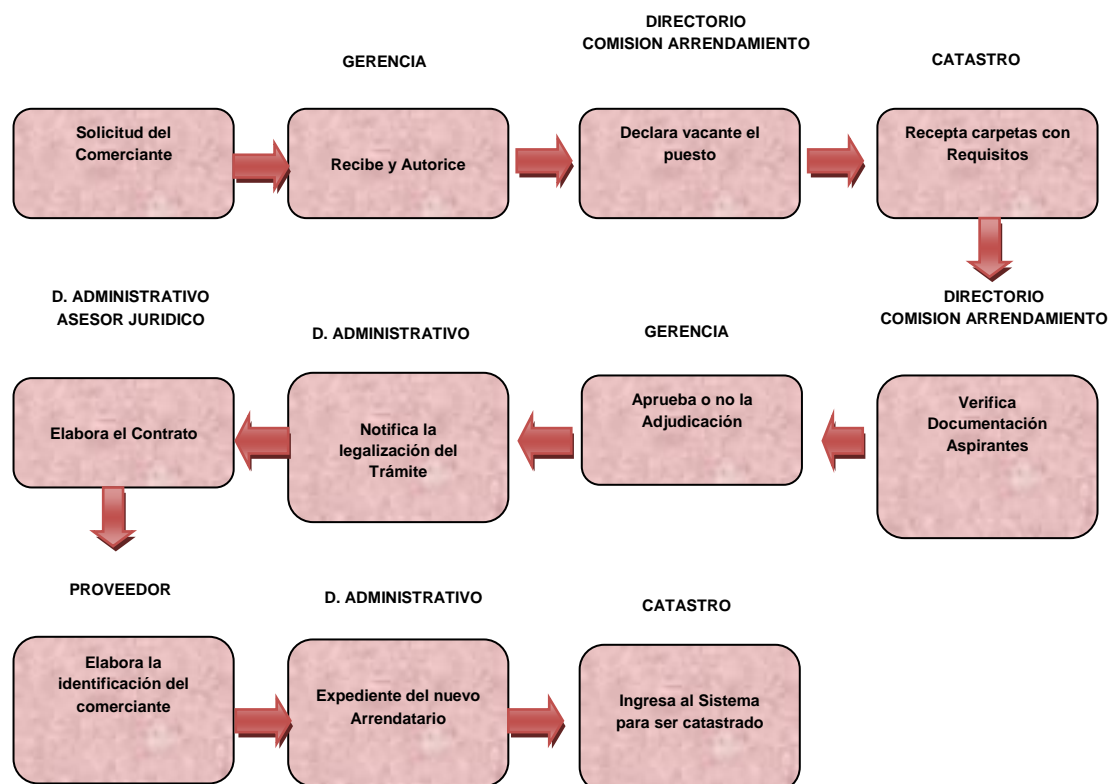 DIRECTORIO
COMISION ARRENDAMIENTO
GERENCIA
CATASTRO
Solicitud del
Comerciante
Recibe y Autorice
Declara vacante el
puesto
Recepta carpetas con
Requisitos
D. ADMINISTRATIVO
ASESOR JURIDICO
D. ADMINISTRATIVO
GERENCIA
DIRECTORIO
COMISION ARRENDAMIENTO
Elabora el Contrato
Notifica la
legalización del
Trámite
Aprueba o no la
Adjudicación
Verifica
Documentación
Aspirantes
PROVEEDOR
D. ADMINISTRATIVO
CATASTRO
Elabora la
identificación del
comerciante
Expediente del nuevo
Arrendatario
Ingresa al Sistema
para ser catastrado